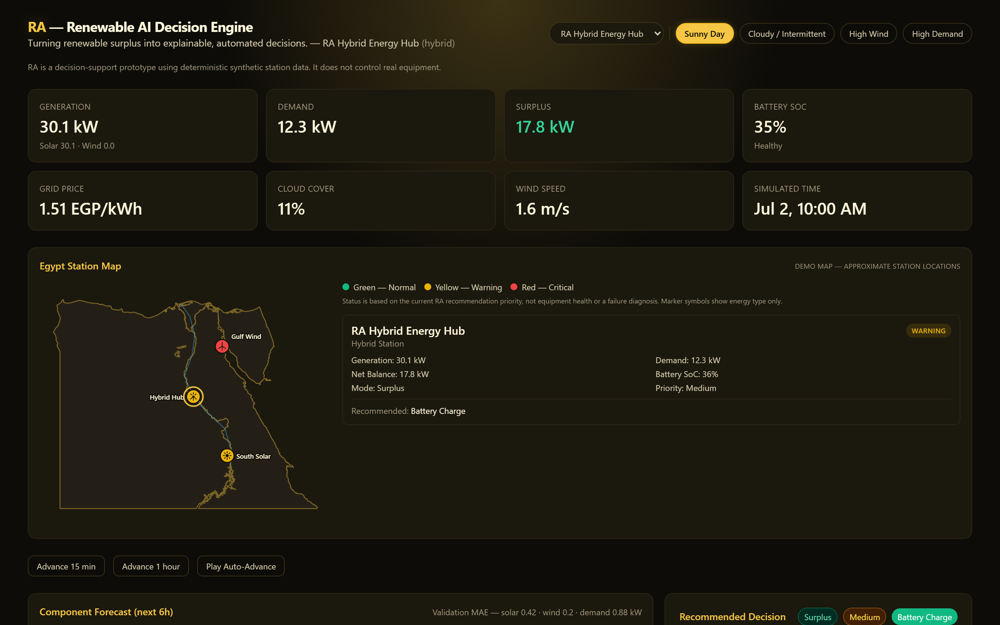 RA — Renewable AI Decision Engine
Turning renewable surplus into explainable, automated decisions. — RA Hybrid Energy Hub (hybrid)
RA Hybrid Energy Hub
Sunny Day
Cloudy / Intermittent
High Wind
High Demand
RA is a decision-support prototype using deterministic synthetic station data. It does not control real equipment.
GENERATION
30.1 kW
Solar 30.1 · Wind 0.0
DEMAND
12.3 kW
SURPLUS
17.8 kW
BATTERY SOC
35%
Healthy
GRID PRICE
1.51 EGP/kWh
CLOUD COVER
11%
WIND SPEED
1.6 m/s
SIMULATED TIME
Jul 2, 10:00 AM
Egypt Station Map
DEMO MAP — APPROXIMATE STATION LOCATIONS
Gulf Wind
Hybrid Hub
South Solar
Green — Normal
Yellow — Warning
Red — Critical
Status is based on the current RA recommendation priority, not equipment health or a failure diagnosis. Marker symbols show energy type only.
RA Hybrid Energy Hub
WARNING
Hybrid Station
Generation: 30.1 kW
Demand: 12.3 kW
Net Balance: 17.8 kW
Battery SoC: 36%
Mode: Surplus
Priority: Medium
Recommended: Battery Charge
Advance 15 min
Advance 1 hour
Play Auto-Advance
Component Forecast (next 6h)
Validation MAE — solar 0.42 · wind 0.2 · demand 0.88 kW
Recommended Decision
Surplus
Medium
Battery Charge